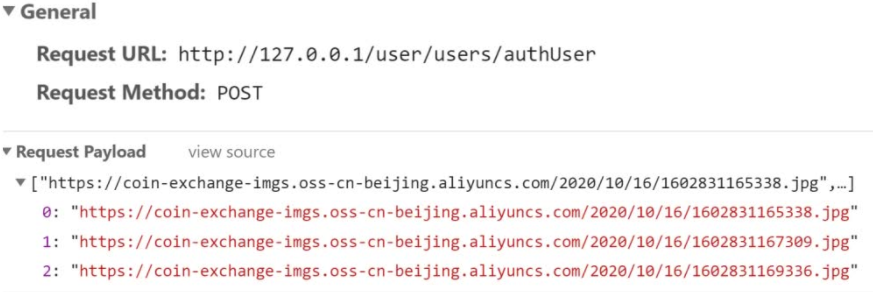 ▼ General
Request URL: http://127.0.0.1/user/users/authUser
Request Method: POST
▼ Request Payload view source
▼ ["https://coin-exchange-imgs.oss-cn-beijing.aliyuncs.com/2020/10/16/1602831165338.jpg",…]
0: "https://coin-exchange-imgs.oss-cn-beijing.aliyuncs.com/2020/10/16/1602831165338.jpg"
1: "https://coin-exchange-imgs.oss-cn-beijing.aliyuncs.com/2020/10/16/1602831167309.jpg"
2: "https://coin-exchange-imgs.oss-cn-beijing.aliyuncs.com/2020/10/16/1602831169336.jpg"